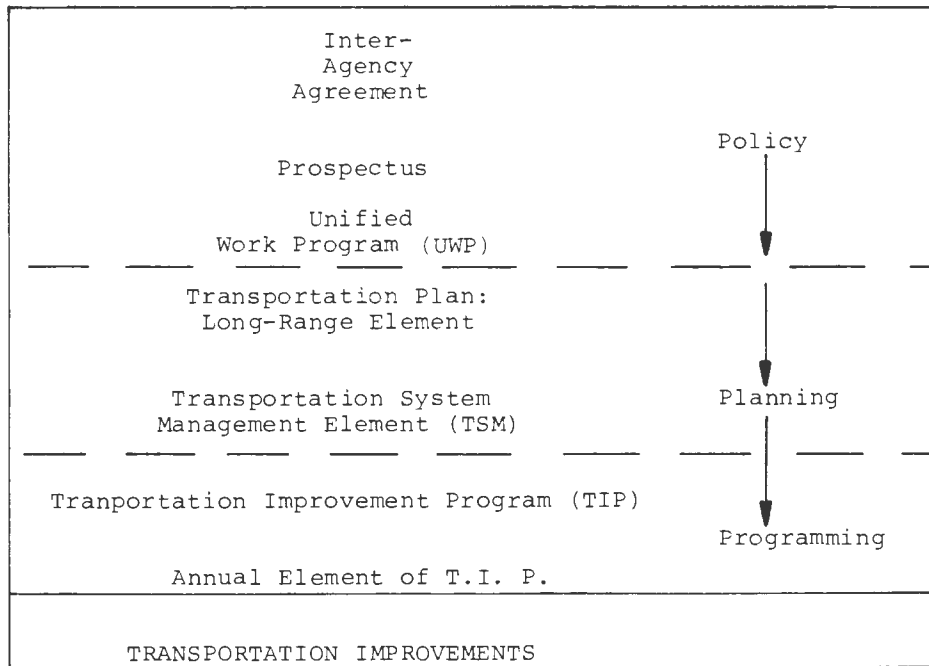 Inter-
Agency
Agreement
Policy
Prospectus
Unified
Work Program (UWP)
Transportation Plan:
Long-Range Element
Transportation System
Management Element (TSM)
Planning
Tranportation Improvement Program (TIP)
Programming
Annual Element of T.I. P.
TRANSPORTATION IMPROVEMENTS